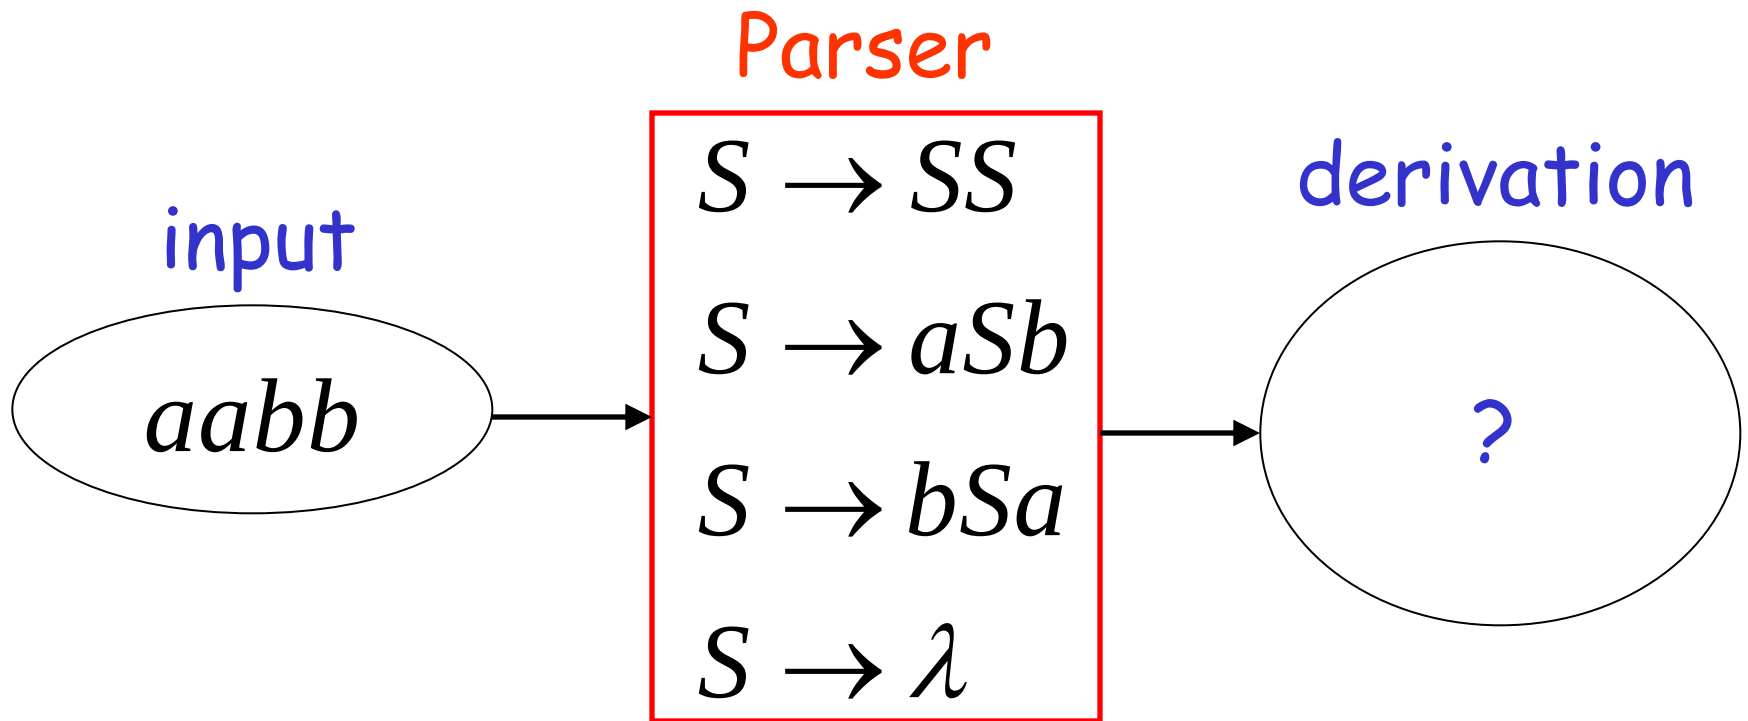 Parser
input
aabb
S → SS
S → aSb
S → bSa
S → λ
derivation
?